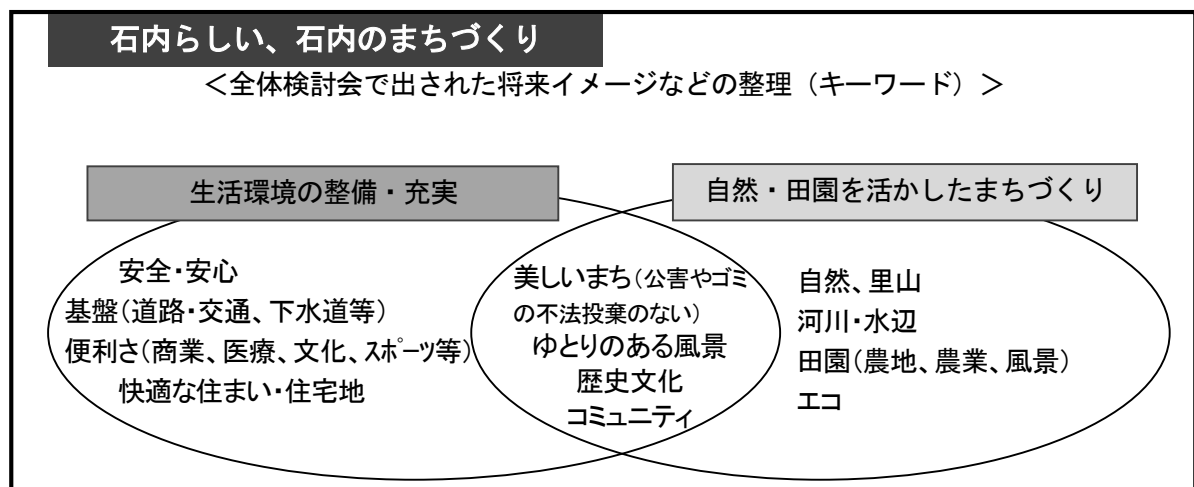 石内らしい、石内のまちづくり
＜全体検討会で出された将来イメージなどの整理（キーワード）＞
生活環境の整備・充実
自然・田園を活かしたまちづくり
安全・安心
基盤（道路・交通、下水道等）
便利さ（商業、医療、文化、ｽﾎﾟｰﾂ等）
快適な住まい・住宅地
美しいまち（公害やゴミ
の不法投棄のない）
ゆとりのある風景
歴史文化
コミュニティ
自然、里山
河川・水辺
田園（農地、農業、風景）
エコ